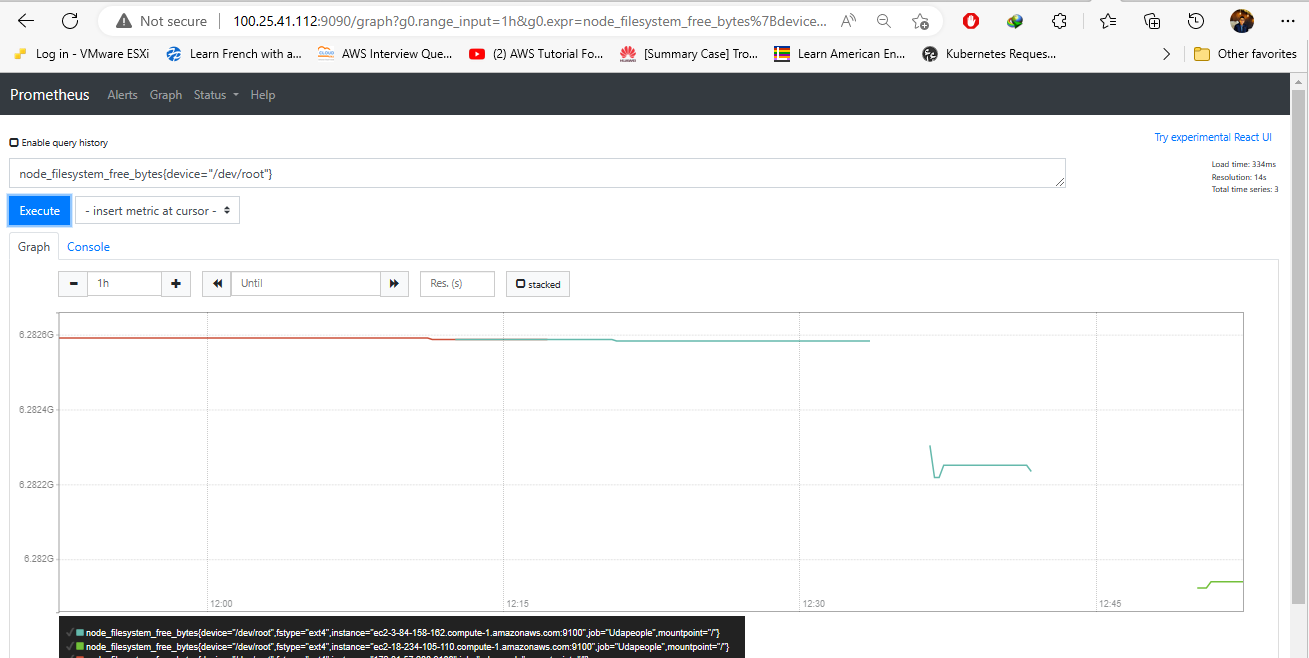 Not secure 100.25.41.112:9090/graph?g0.range_input=1h&g0.expr=node_filesystem_free_bytes%7Bdevice...
Log in - VMware ESXi Learn French with a... AWS Interview Que... (2) AWS Tutorial Fo... [Summary Case] Tro... Learn American En... Kubernetes Reques... Other favorites
Prometheus Alerts Graph Status Help
Enable query history
Try experimental React UI
node_filesystem_free_bytes{device="/dev/root"}
Load time: 334ms
Resolution: 14s
Total time series: 3
Execute - insert metric at cursor -
Graph Console
1h Until Res. (s) stacked
6.2826G
6.2824G
6.2822G
6.282G
12:00 12:15 12:30 12:45
node_filesystem_free_bytes{device="/dev/root",fstype="ext4",instance="ec2-3-84-158-162.compute-1.amazonaws.com:9100",job="Udapeople",mountpoint="/"}
node_filesystem_free_bytes{device="/dev/root",fstype="ext4",instance="ec2-18-234-105-110.compute-1.amazonaws.com:9100",job="Udapeople",mountpoint="/"}